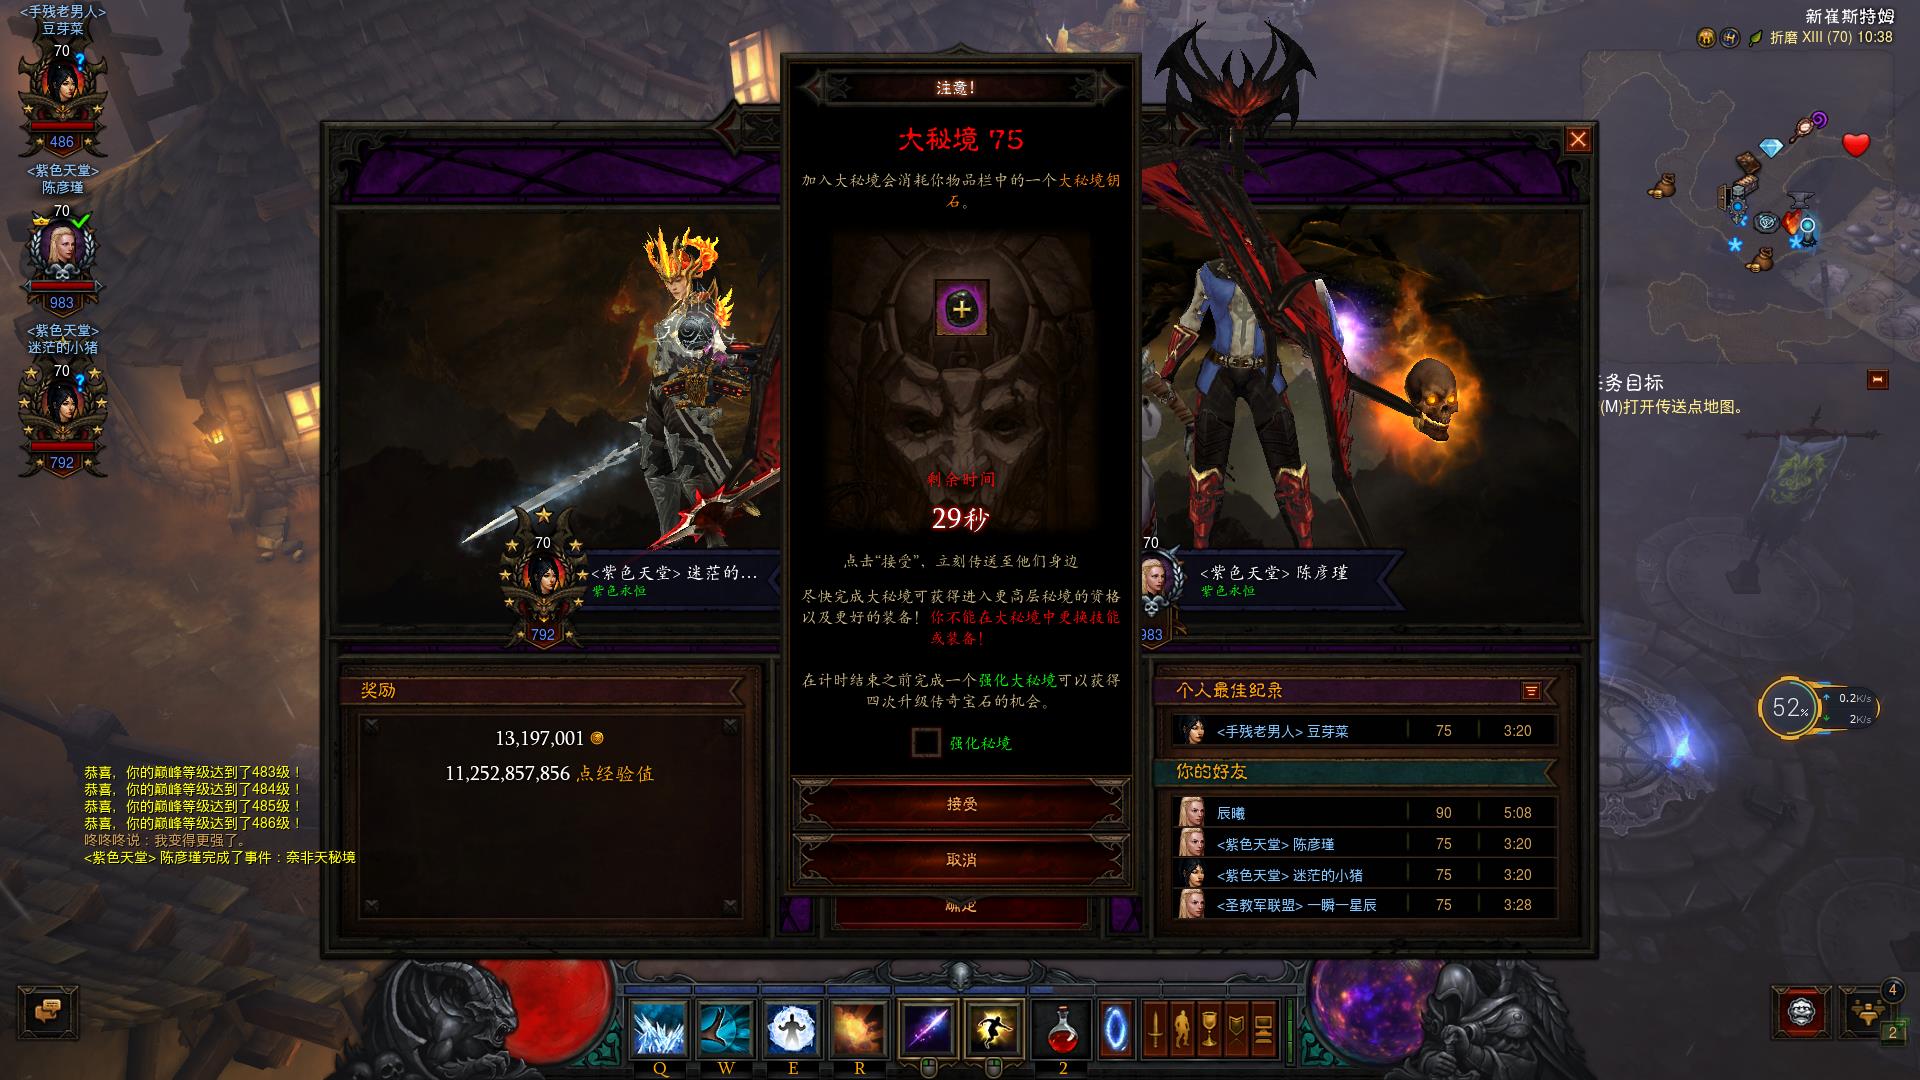 <手残老男人>
豆芽菜
70
486
<紫色天堂>
陈彦瑾
70
983
<紫色天堂>
迷茫的小猪
70
792
新崔斯特姆
折磨 XIII (70) 10:38
务目标
(M)打开传送点地图。
52%
0.2K/s
2K/s
注意!
大秘境 75
加入大秘境会消耗你物品栏中的一个大秘境钥
石。
剩余时间
29秒
点击“接受”，立刻传送至他们身边
尽快完成大秘境可获得进入更高层秘境的资格
以及更好的装备！你不能在大秘境中更换技能
或装备！
在计时结束之前完成一个强化大秘境可以获得
四次升级传奇宝石的机会。
强化秘境
接受
取消
确定
70
<紫色天堂> 迷茫的...
紫色永恒
792
70
<紫色天堂> 陈彦瑾
紫色永恒
983
奖励
13,197,001
11,252,857,856 点经验值
个人最佳纪录
<手残老男人> 豆芽菜 75 3:20
你的好友
辰曦 90 5:08
<紫色天堂> 陈彦瑾 75 3:20
<紫色天堂> 迷茫的小猪 75 3:20
<圣教军联盟> 一瞬一星辰 75 3:28
恭喜，你的巅峰等级达到了483级！
恭喜，你的巅峰等级达到了484级！
恭喜，你的巅峰等级达到了485级！
恭喜，你的巅峰等级达到了486级！
咚咚咚说：我变得更强了。
<紫色天堂> 陈彦瑾完成了事件：奈非天秘境
Q W E R 2
4
2